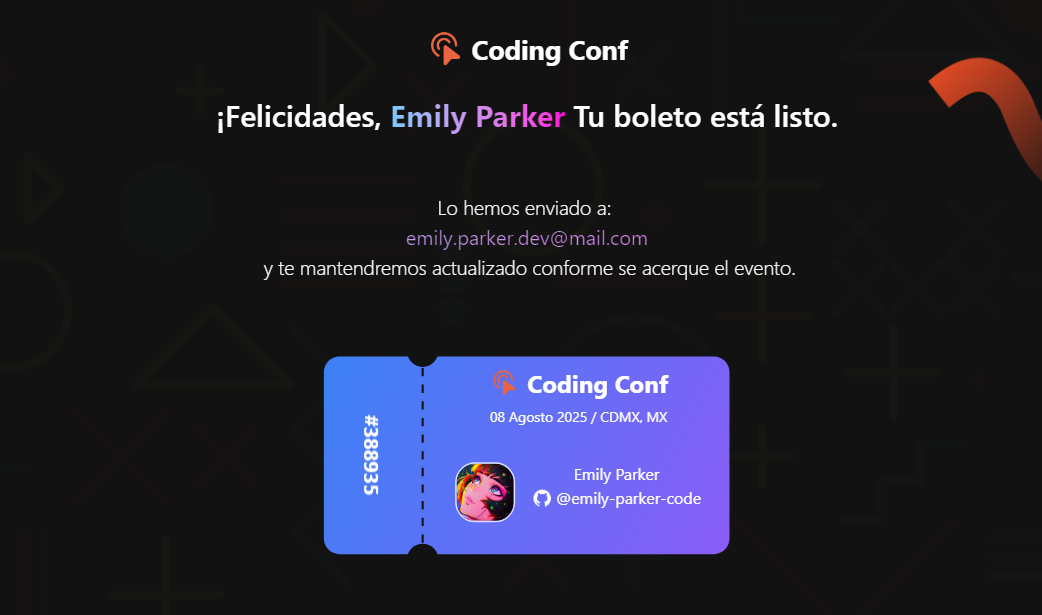 Coding Conf
¡Felicidades, Emily Parker Tu boleto está listo.
Lo hemos enviado a:
emily.parker.dev@mail.com
y te mantendremos actualizado conforme se acerque el evento.
#388935
Coding Conf
08 Agosto 2025 / CDMX, MX
Emily Parker
@emily-parker-code